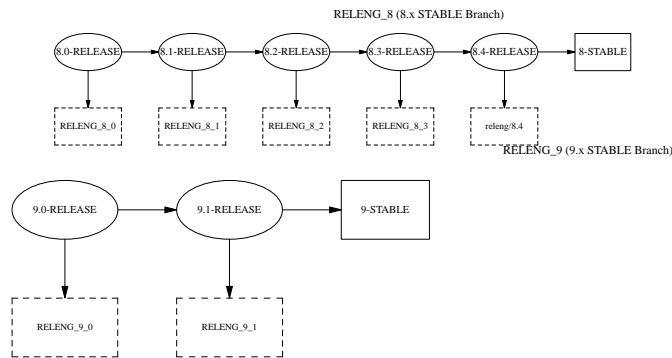 RELENG_8 (8.x STABLE Branch)
8.0-RELEASE
8.1-RELEASE
8.2-RELEASE
8.3-RELEASE
8.4-RELEASE
8-STABLE
RELENG_8_0
RELENG_8_1
RELENG_8_2
RELENG_8_3
releng/8.4
RELENG_9 (9.x STABLE Branch)
9.0-RELEASE
9.1-RELEASE
9-STABLE
RELENG_9_0
RELENG_9_1